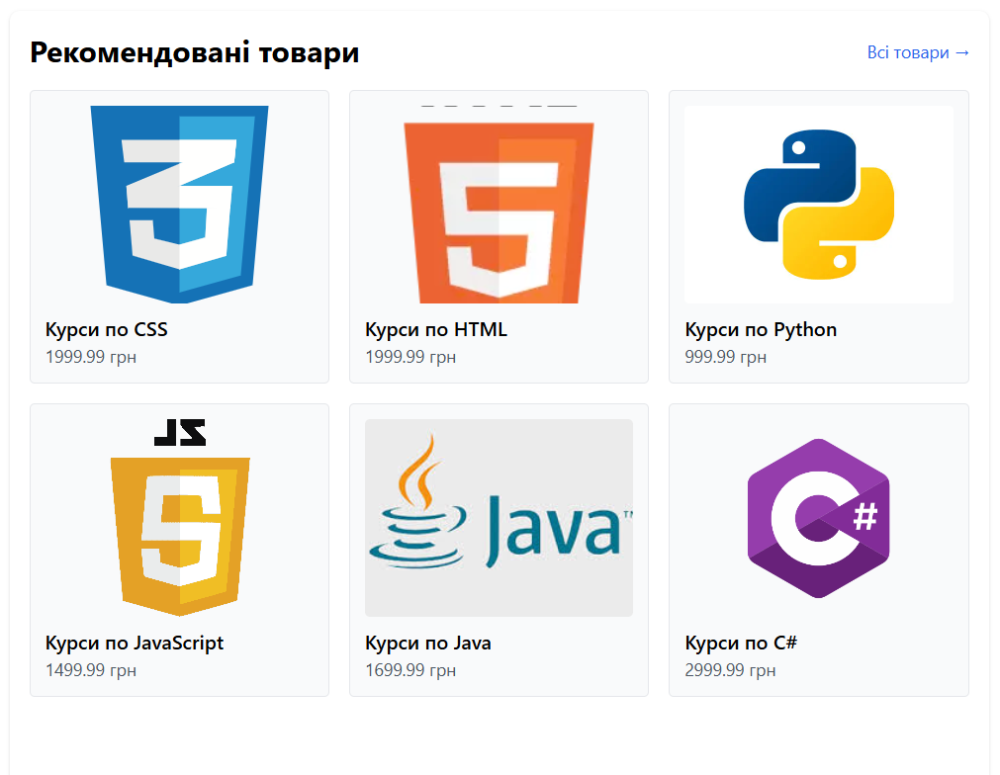 Рекомендовані товари
Всі товари →
Курси по CSS
1999.99 грн
Курси по HTML
1999.99 грн
Курси по Python
999.99 грн
JS
Курси по JavaScript
1499.99 грн
Java™
Курси по Java
1699.99 грн
C#
Курси по C#
2999.99 грн